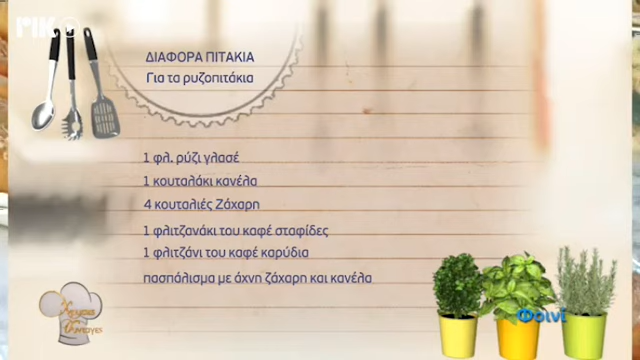 ΡΙΚ
ΔΙΑΦΟΡΑ ΠΙΤΑΚΙΑ
Για τα ρυζοπιτάκια
1 φλ. ρύζι γλασέ
1 κουταλάκι κανέλα
4 κουταλιές Ζάχαρη
1 φλιτζανάκι του καφέ σταφίδες
1 φλιτζάνι του καφέ καρύδια
πασπάλισμα με άχνη ζάχαρη και κανέλα
Φοινί